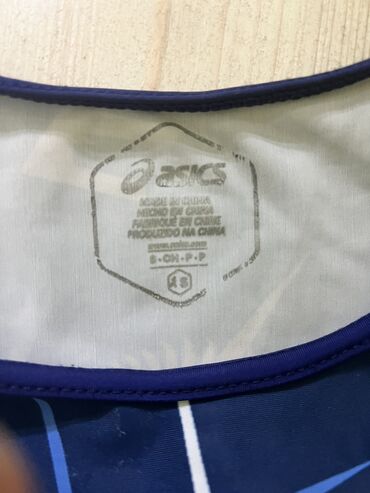 asics
MADE IN CHINA
HECHO EN CHINA
FABRIQUÉ EN CHINE
PRODUZIDO NA CHINA
www.asics.com
S·CH·P·P